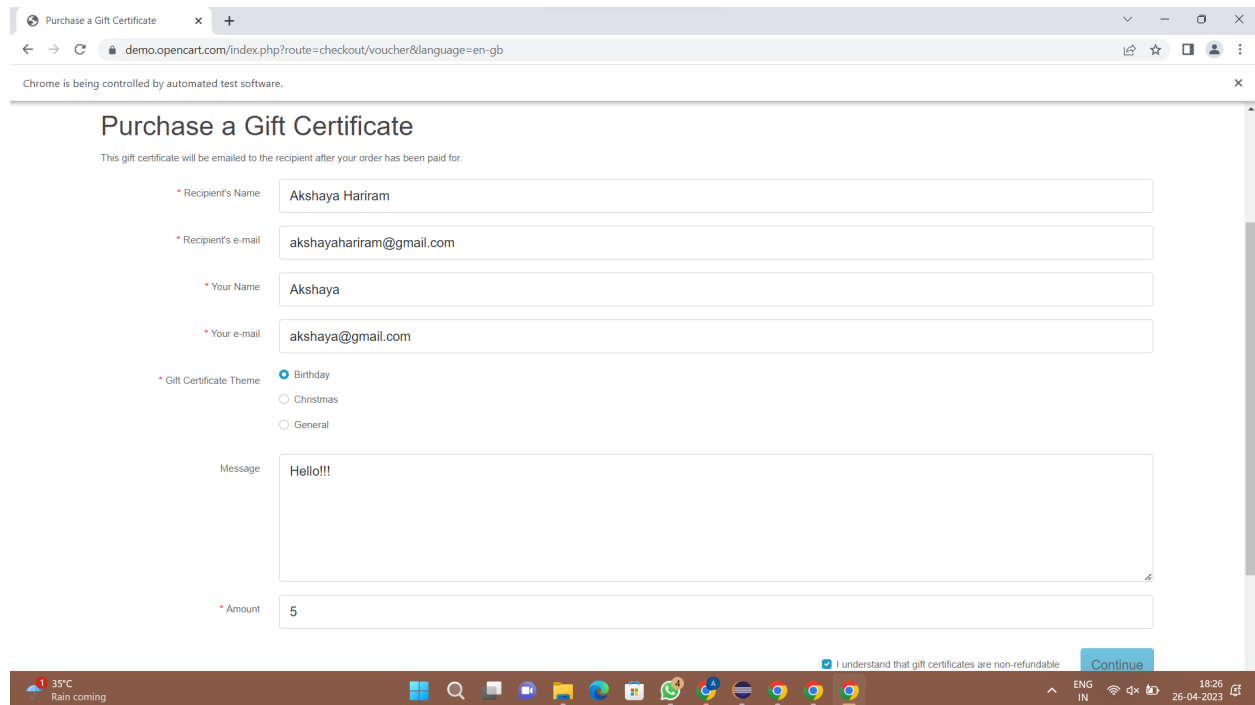 Purchase a Gift Certificate
demo.opencart.com/index.php?route=checkout/voucher&language=en-gb
Chrome is being controlled by automated test software.
Purchase a Gift Certificate
This gift certificate will be emailed to the recipient after your order has been paid for.
* Recipient's Name Akshaya Hariram
* Recipient's e-mail akshayahariram@gmail.com
* Your Name Akshaya
* Your e-mail akshaya@gmail.com
* Gift Certificate Theme Birthday
Christmas
General
Message Hello!!!
* Amount 5
I understand that gift certificates are non-refundable Continue
1 35°C
Rain coming
4
A
ENG
IN
18:26
26-04-2023